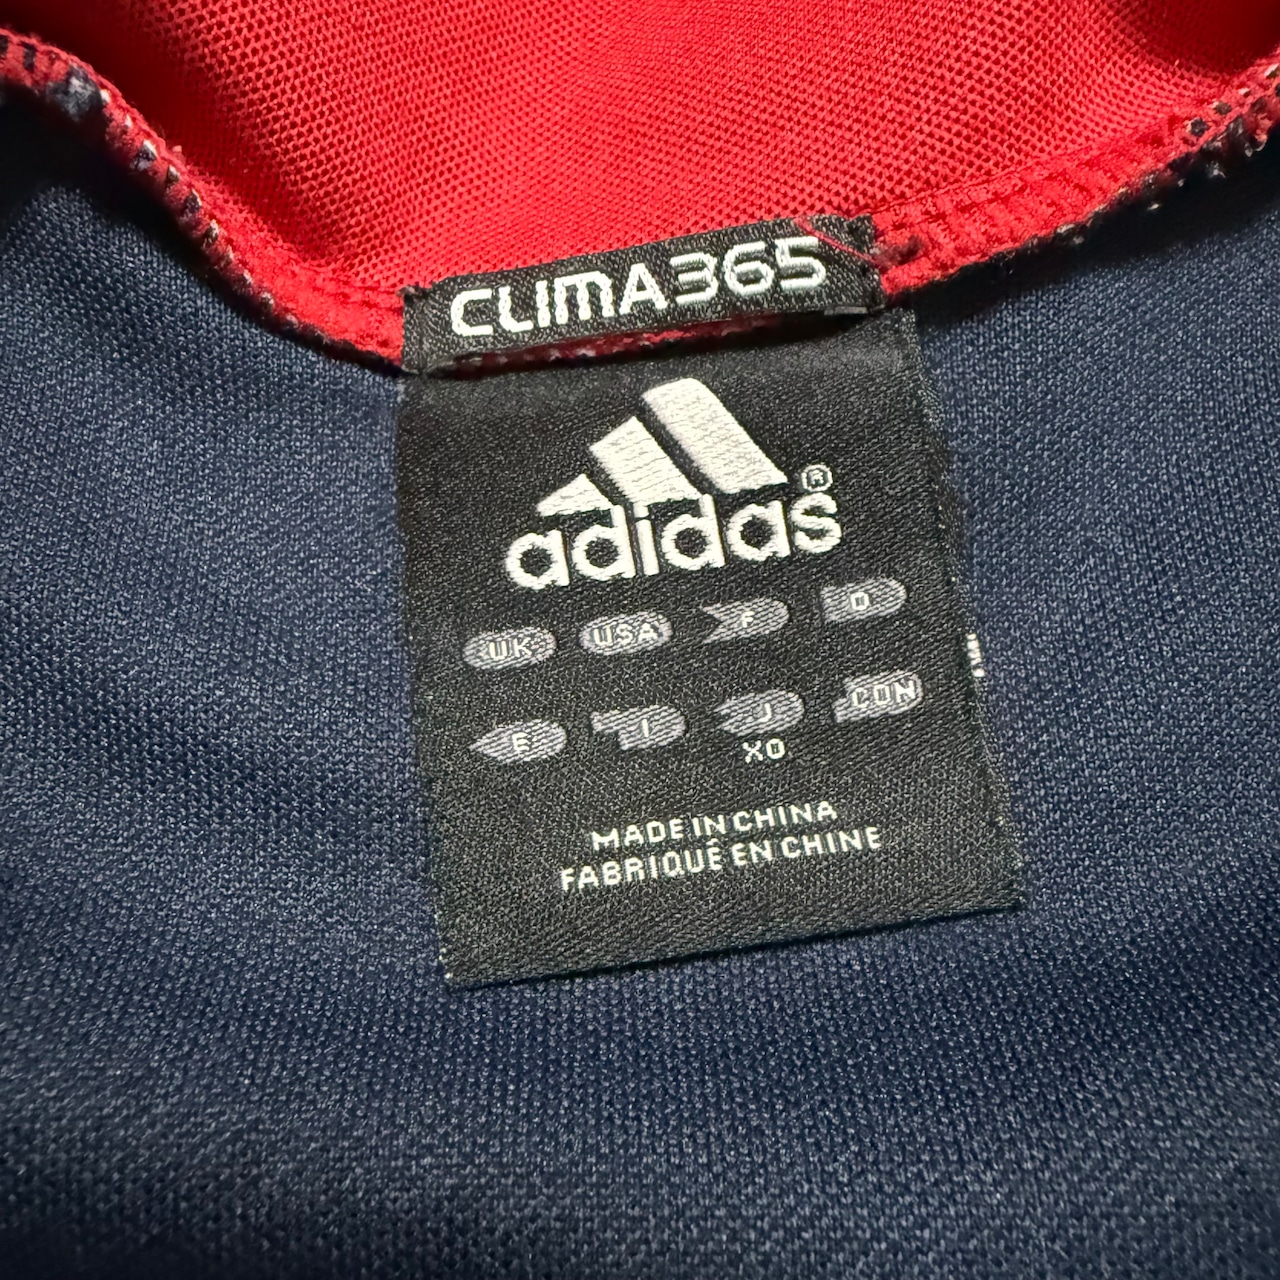 CLIMA365
adidas®
UK USA F D
E I J CON
XO
MADE IN CHINA
FABRIQUÉ EN CHINE